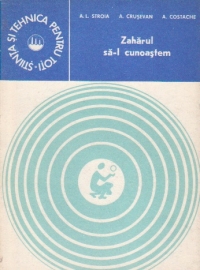 A. L. STROIA A. CRUȘEVAN A. COSTACHE
ȘTIINȚA ȘI TEHNICA PENTRU TOȚI
Zahărul
să-l cunoaștem